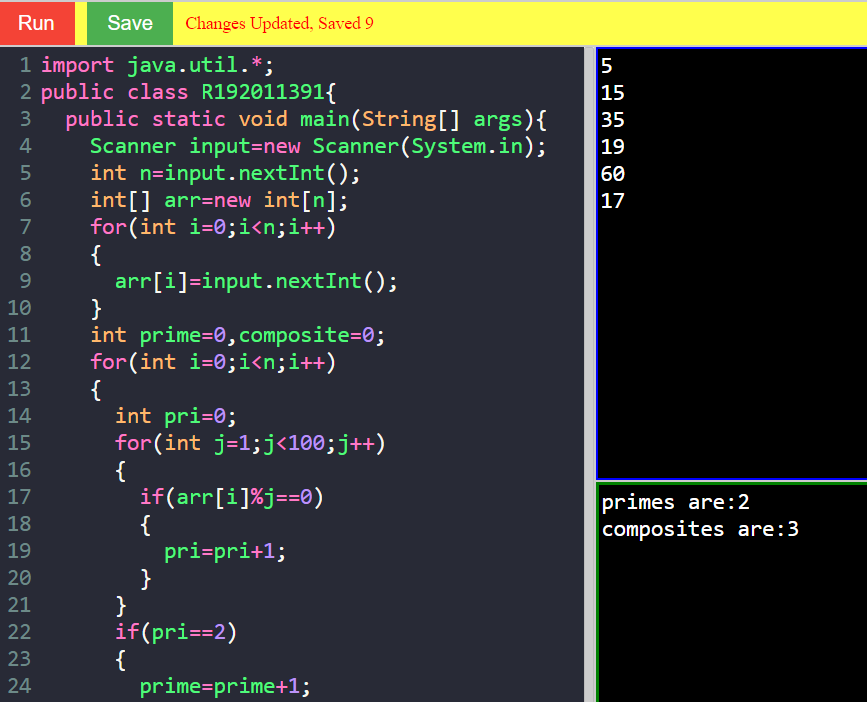 Run Save Changes Updated, Saved 9
1 import java.util.*;
2 public class R192011391{
3 public static void main(String[] args){
4 Scanner input=new Scanner(System.in);
5 int n=input.nextInt();
6 int[] arr=new int[n];
7 for(int i=0;i<n;i++)
8 {
9 arr[i]=input.nextInt();
10 }
11 int prime=0,composite=0;
12 for(int i=0;i<n;i++)
13 {
14 int pri=0;
15 for(int j=1;j<100;j++)
16 {
17 if(arr[i]%j==0)
18 {
19 pri=pri+1;
20 }
21 }
22 if(pri==2)
23 {
24 prime=prime+1;
5
15
35
19
60
17
primes are:2
composites are:3